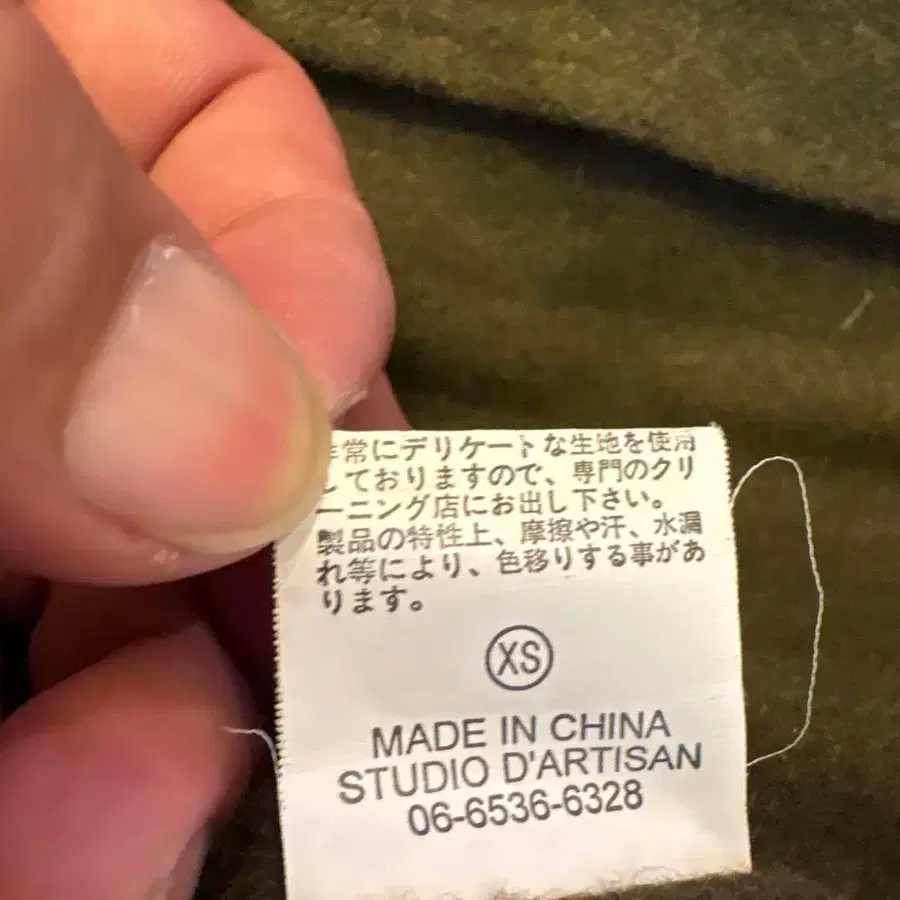 常にデリケートな生地を使用
しておりますので、専門のクリ
ーニング店にお出し下さい。
製品の特性上、摩擦や汗、水漏
れ等により、色移りする事があ
ります。
XS
MADE IN CHINA
STUDIO D'ARTISAN
06-6536-6328